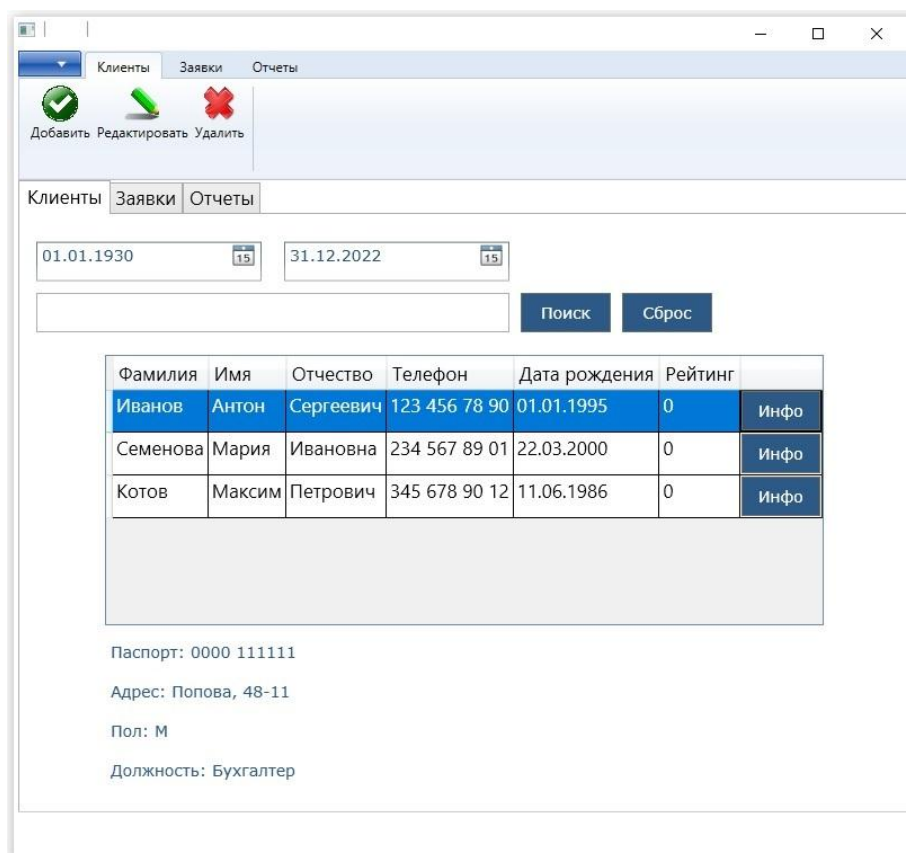 Клиенты Заявки Отчеты
Добавить Редактировать Удалить
Клиенты Заявки Отчеты
01.01.1930 15 31.12.2022 15
Поиск Сброс
Фамилия Имя Отчество Телефон Дата рождения Рейтинг
Иванов Антон Сергеевич 123 456 78 90 01.01.1995 0 Инфо
Семенова Мария Ивановна 234 567 89 01 22.03.2000 0 Инфо
Котов Максим Петрович 345 678 90 12 11.06.1986 0 Инфо
Паспорт: 0000 111111
Адрес: Попова, 48-11
Пол: М
Должность: Бухгалтер